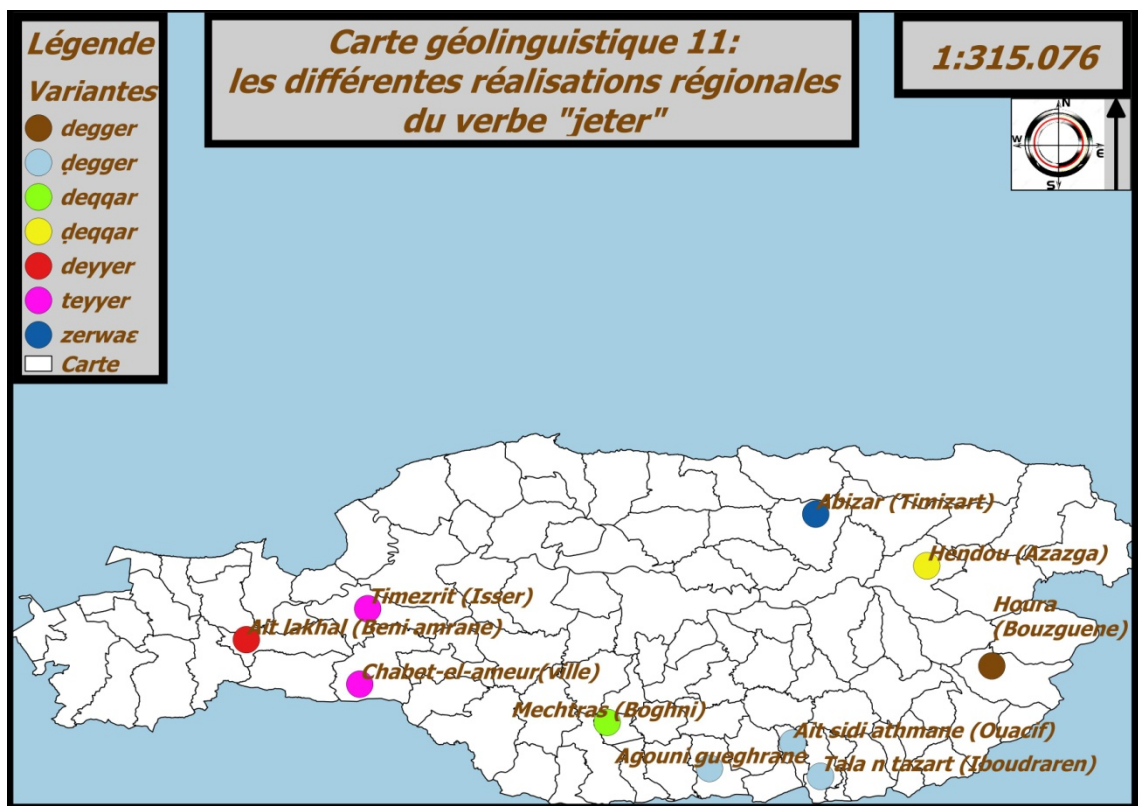 Légende
Variantes
degger
ḍegger
deqqar
ḍeqqar
deyyer
teyyer
zerwaɛ
Carte
Carte géolinguistique 11:
les différentes réalisations régionales
du verbe "jeter"
1:315.076
N
W
E
S
Abizar (Timizart)
Hendou (Azazga)
Houra
(Bouzguene)
Timezrit (Isser)
Ait lakhal (Beni amrane)
Chabot-el-ameur(ville)
Mechtras (Boghni)
Ait sidi athmane (Ouacif)
Agouni gueghrane
Tala n tazart (Iboudraren)